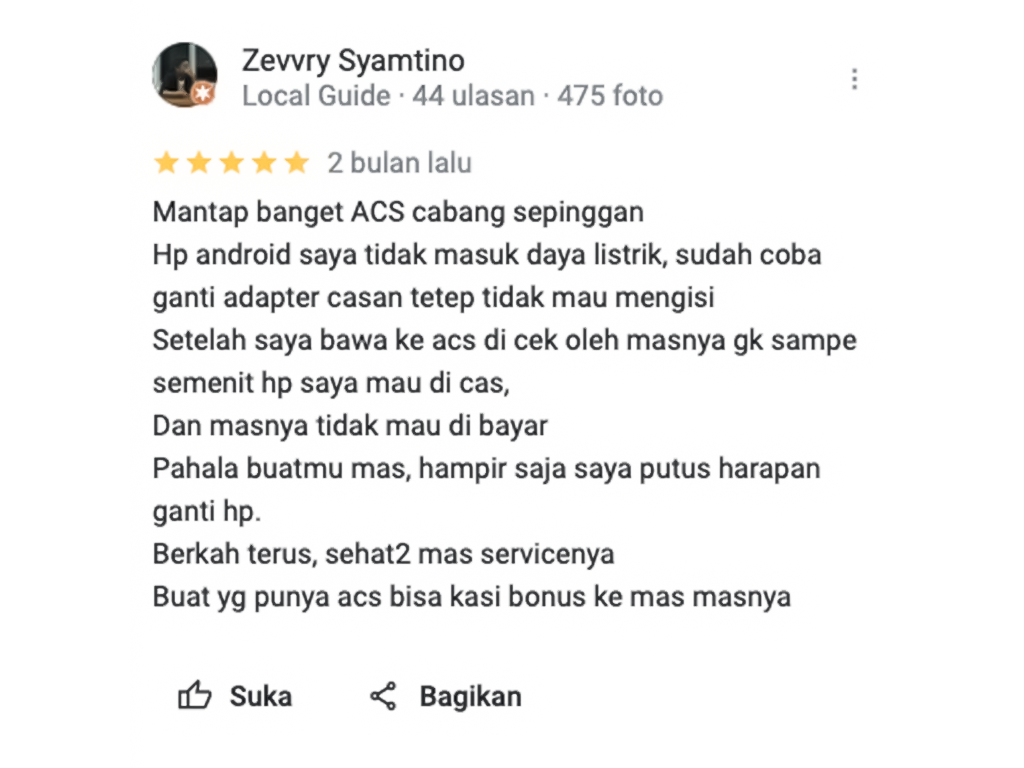 Zevvry Syamtino
Local Guide · 44 ulasan · 475 foto
2 bulan lalu
Mantap banget ACS cabang sepinggan
Hp android saya tidak masuk daya listrik, sudah coba
ganti adapter casan tetep tidak mau mengisi
Setelah saya bawa ke acs di cek oleh masnya gk sampe
semenit hp saya mau di cas,
Dan masnya tidak mau di bayar
Pahala buatmu mas, hampir saja saya putus harapan
ganti hp.
Berkah terus, sehat2 mas servicenya
Buat yg punya acs bisa kasi bonus ke mas masnya
Suka Bagikan